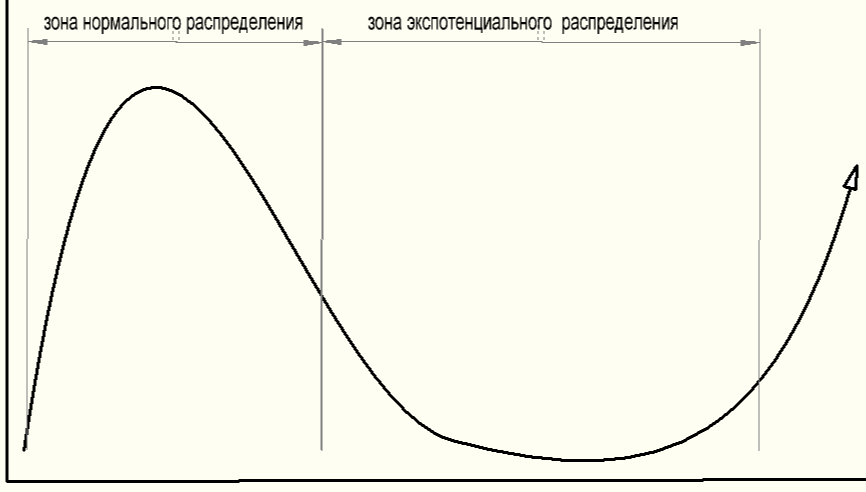 зона нормального распределения
зона экспотенциального распределения